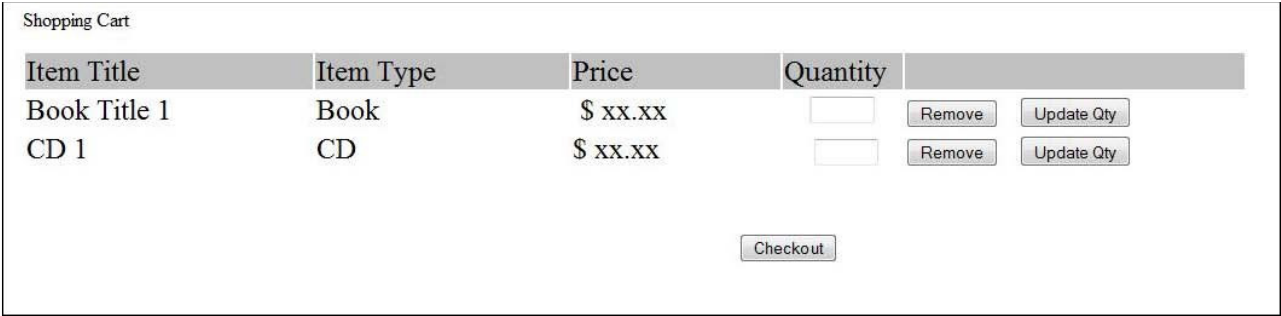 Shopping Cart
Item Title Item Type Price Quantity
Book Title 1 Book $ xx.xx Remove Update Qty
CD 1 CD $ xx.xx Remove Update Qty
Checkout